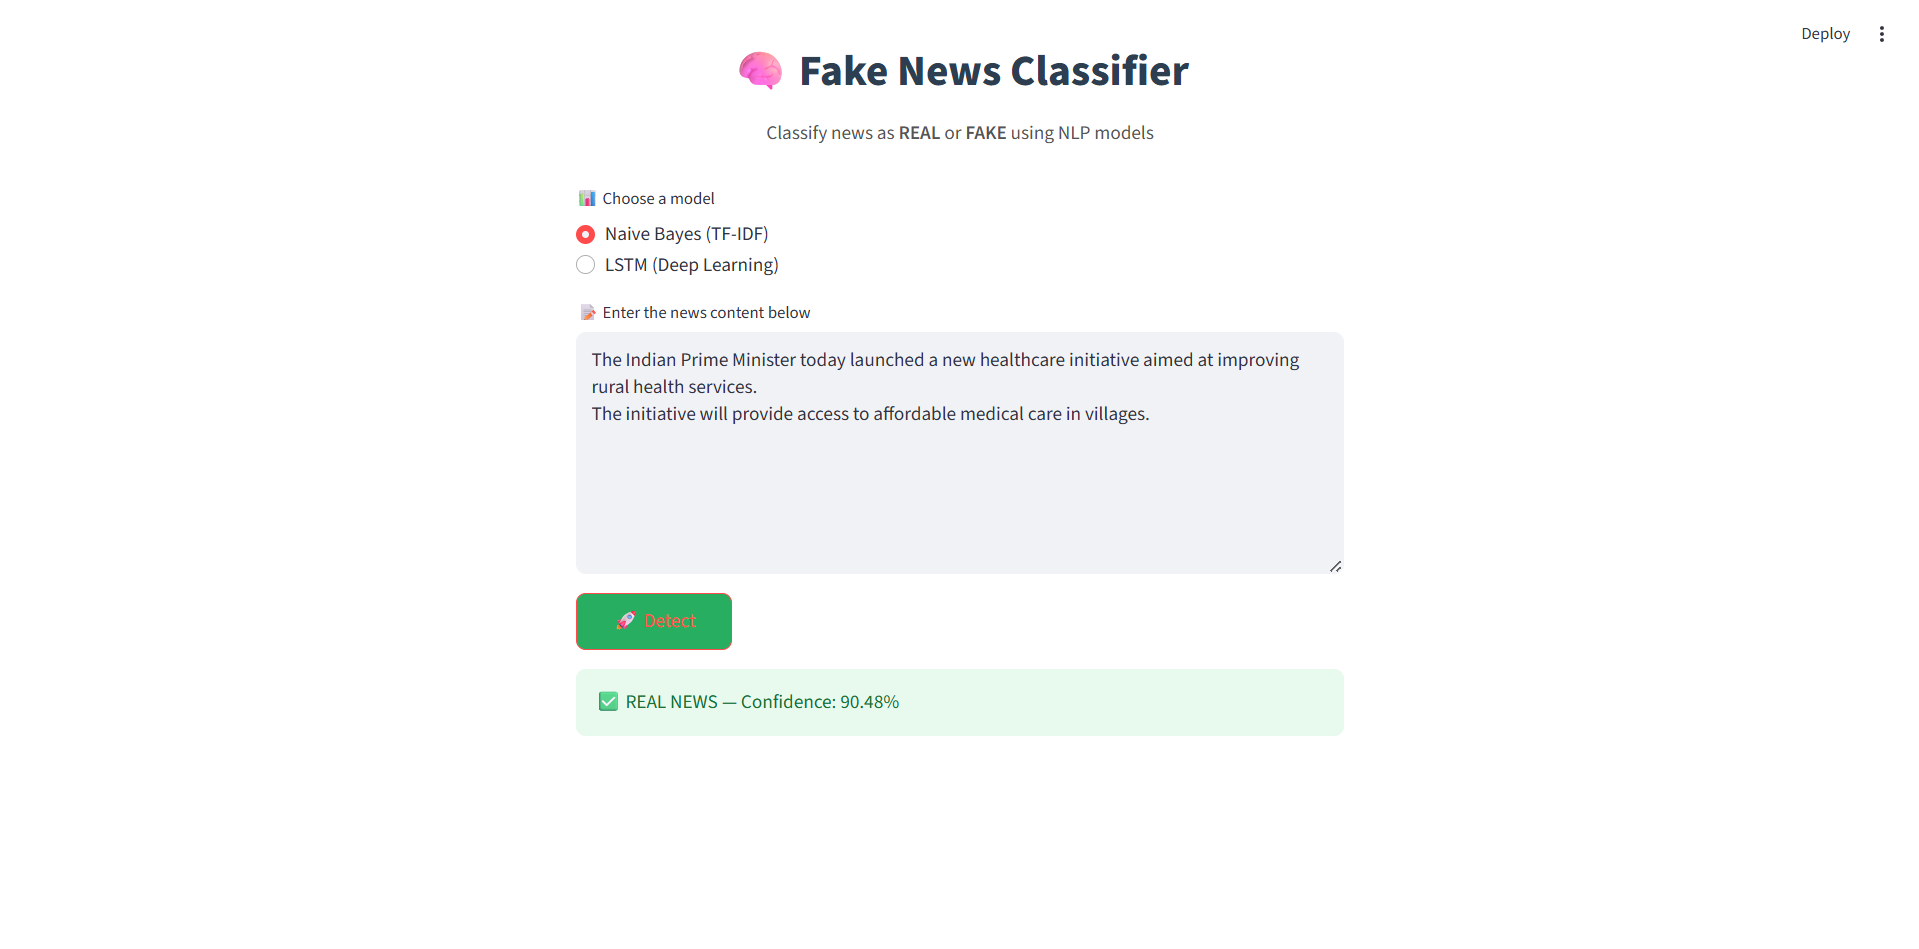 Deploy
🧠 Fake News Classifier
Classify news as REAL or FAKE using NLP models
📊 Choose a model
Naive Bayes (TF-IDF)
LSTM (Deep Learning)
📝 Enter the news content below
The Indian Prime Minister today launched a new healthcare initiative aimed at improving
rural health services.
The initiative will provide access to affordable medical care in villages.
🚀 Detect
✅ REAL NEWS — Confidence: 90.48%